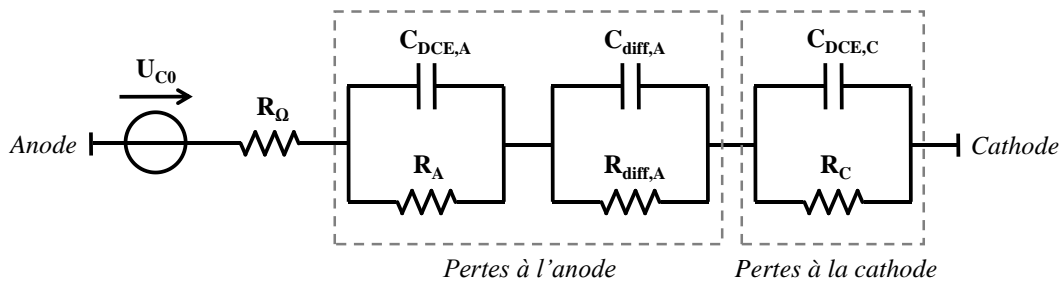 C_DCE,A
C_diff,A
C_DCE,C
U_C0
R_Ω
Anode
Cathode
R_A
R_diff,A
R_C
Pertes à l'anode
Pertes à la cathode